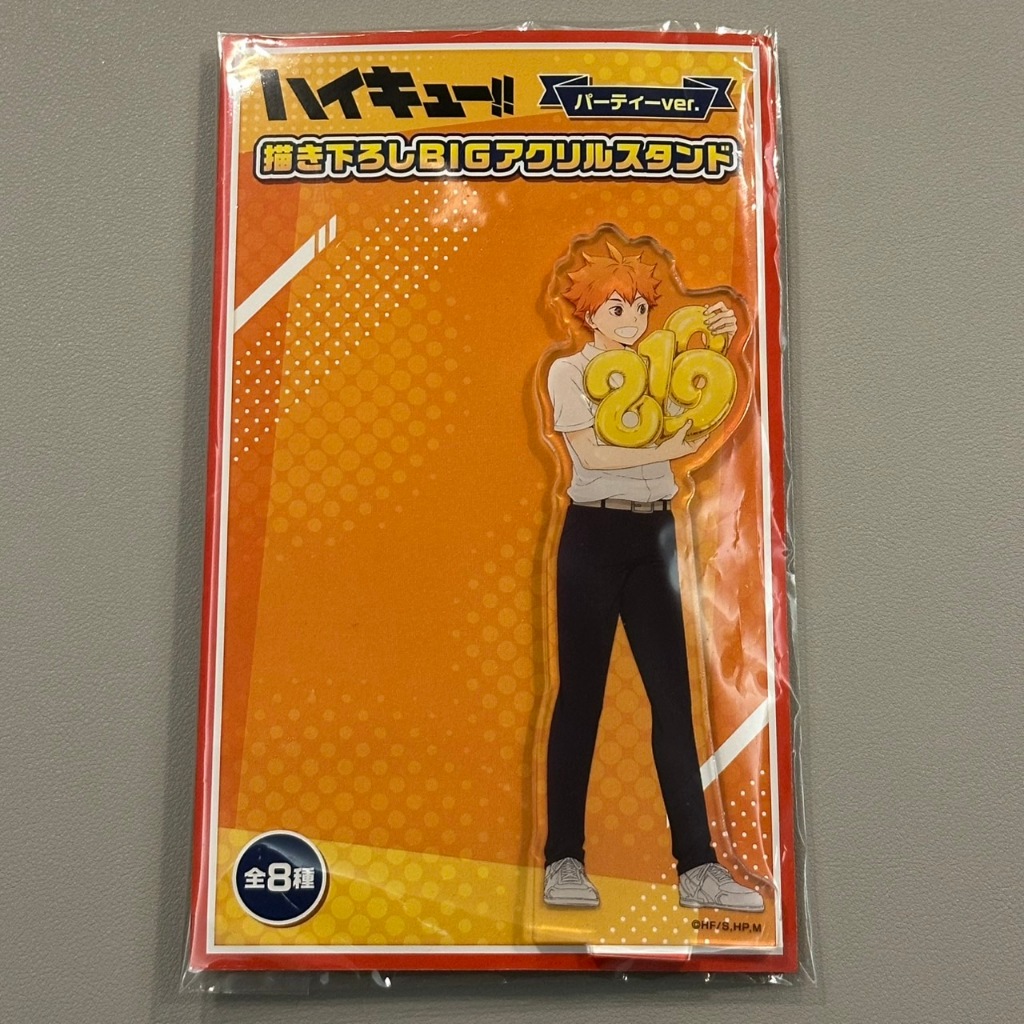 ハイキュー!!
パーティーver.
描き下ろしBIGアクリルスタンド
819
全8種
©HF/S,HP,M